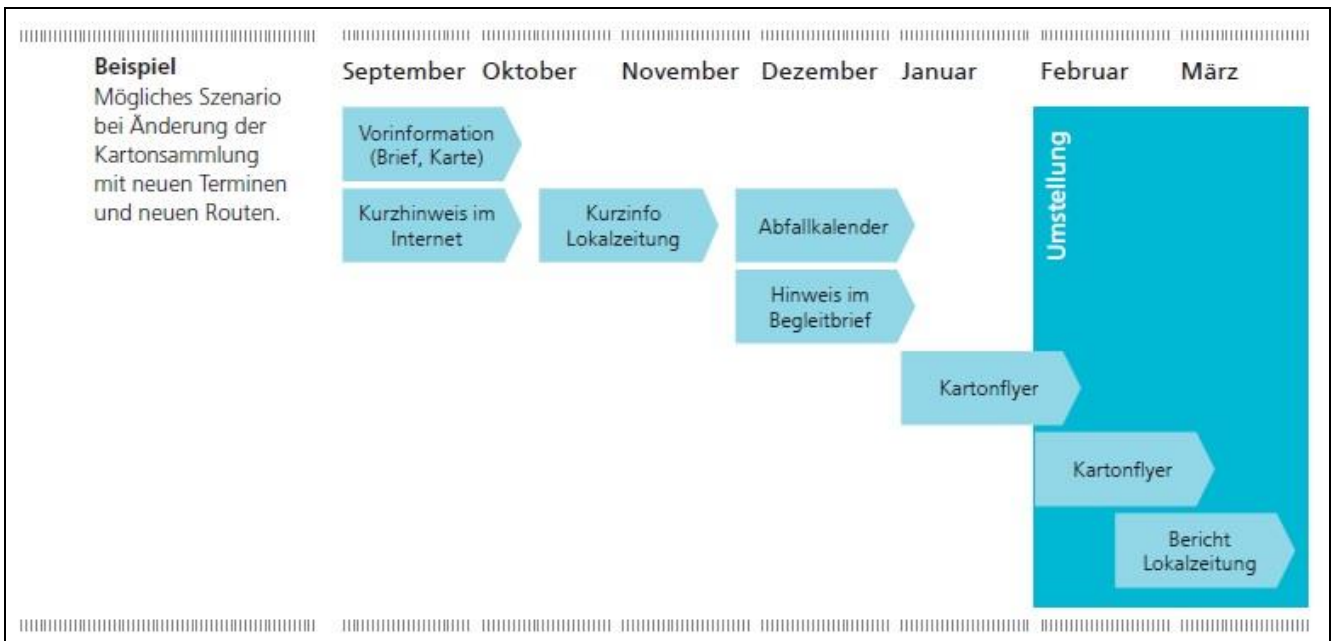 Beispiel
Mögliches Szenario
bei Änderung der
Kartonsammlung
mit neuen Terminen
und neuen Routen.
September Oktober November Dezember Januar Februar März
Umstellung
Vorinformation
(Brief, Karte)
Kurzhinweis im
Internet
Kurzinfo
Lokalzeitung
Abfallkalender
Hinweis im
Begleitbrief
Kartonflyer
Kartonflyer
Bericht
Lokalzeitung